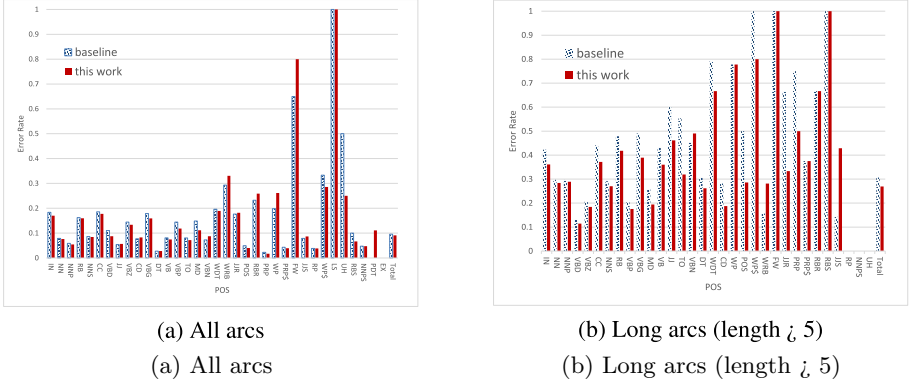 1
0.9
0.8
0.7
0.6
0.5
0.4
0.3
0.2
0.1
0
Error Rate
baseline
this work
IN NN NNP RB NNS CC VBD JJ VBZ CD VBG DT VB VBP TO MD VBN WDT WRB JJR POS RBR PRP WP PRP$ FW JJS RP WP$ LS UH RBS NNPS PDT EX Total
POS
1
0.9
0.8
0.7
0.6
0.5
0.4
0.3
0.2
0.1
0
Error Rate
baseline
this work
IN NN NNP VBD VBZ CC NNS RB VBP VBG MD VB JJ TO VBN DT WDT CD WP POS WP$ WRB FW JJR PRP PRP$ RBR RBS JJS RP NNPS UH Total
POS
(a) All arcs
(b) Long arcs (length ¿ 5)
(a) All arcs
(b) Long arcs (length ¿ 5)